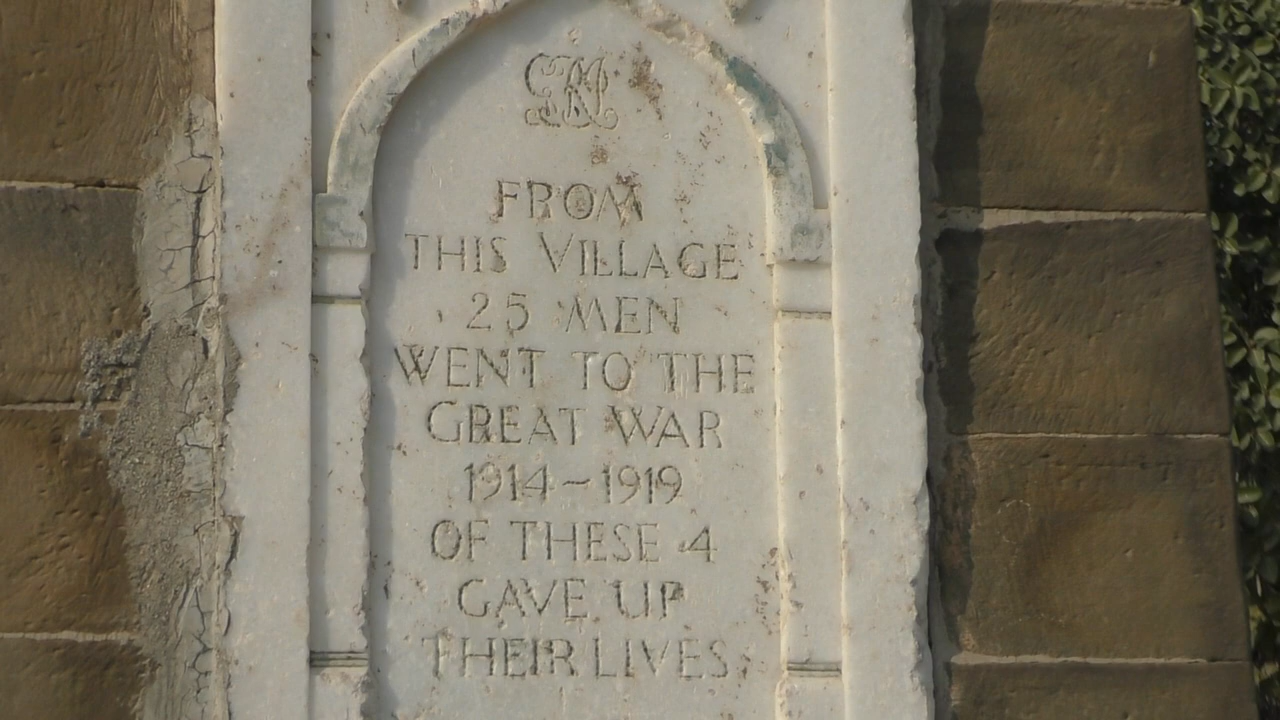 FROM
THIS VILLAGE
25 MEN
WENT TO THE
GREAT WAR
1914~1919
OF THESE 4
GAVE UP
THEIR LIVES